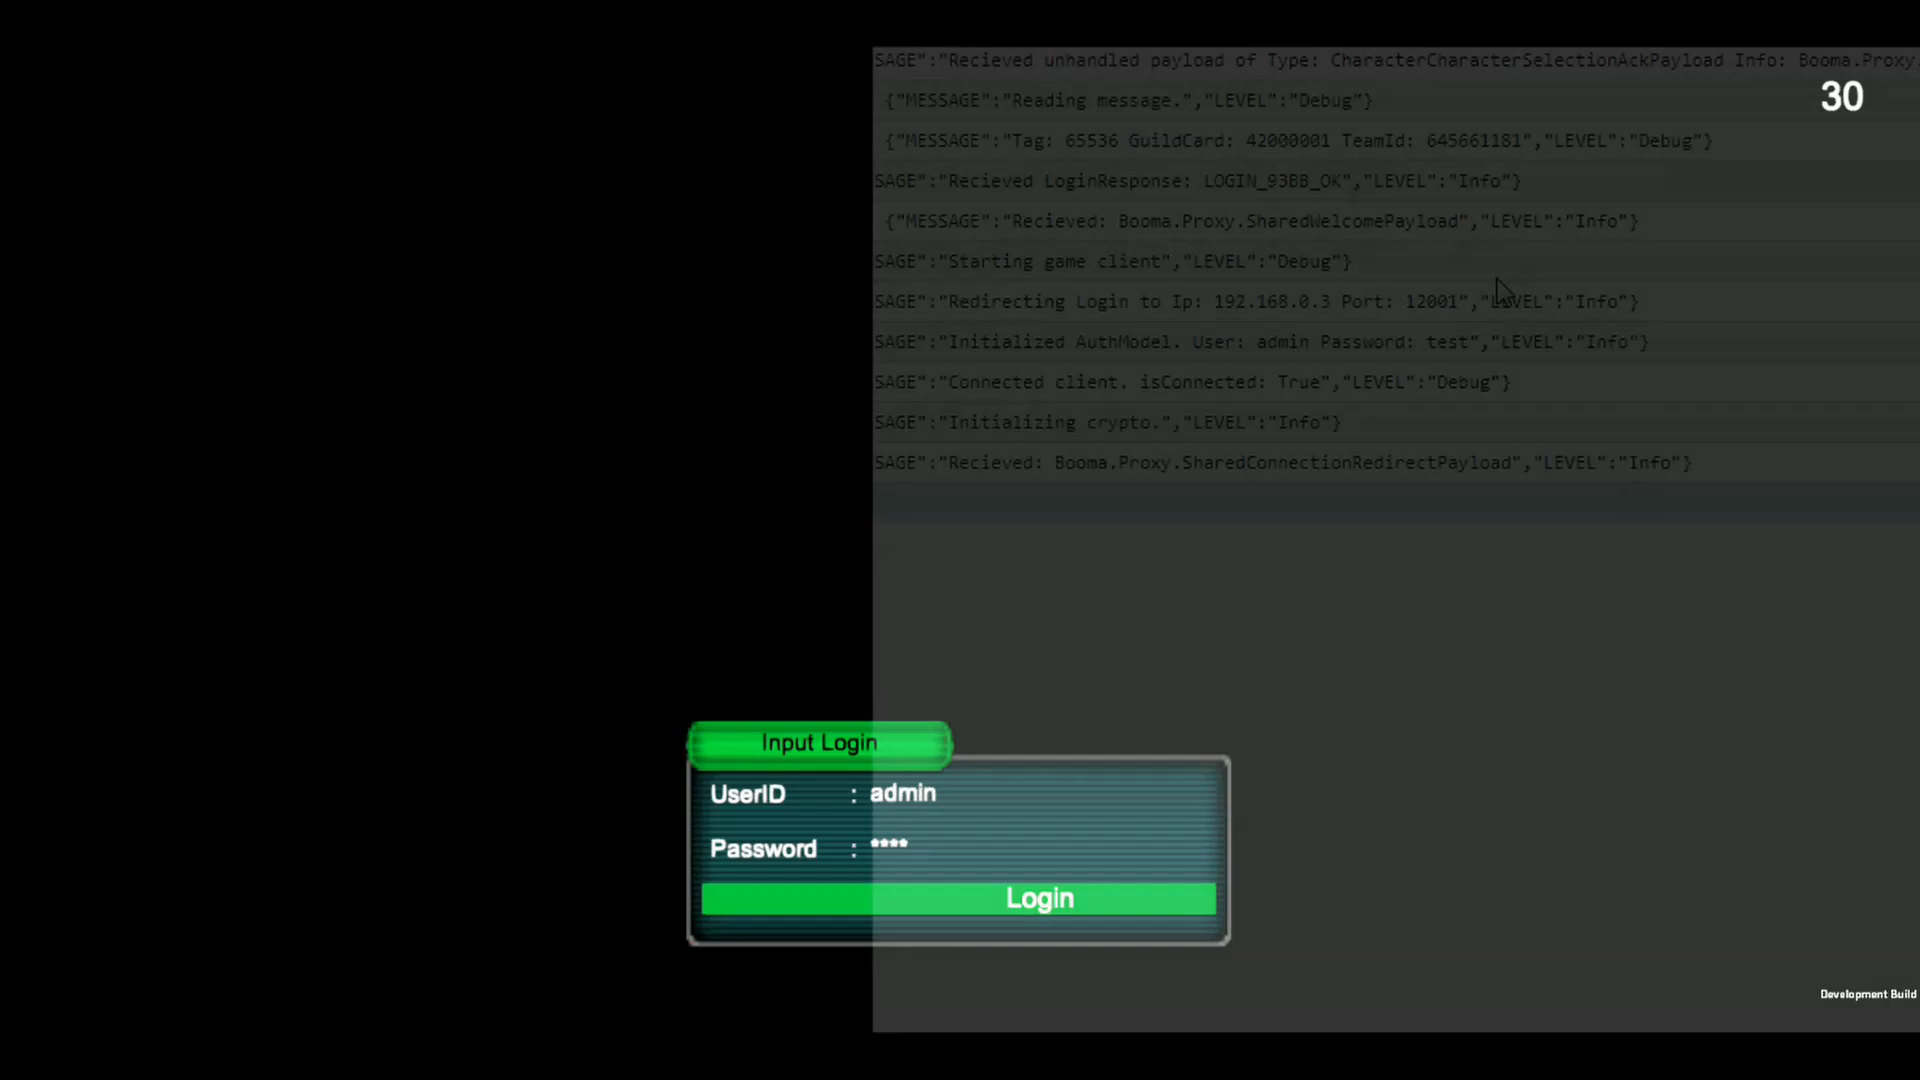 SAGE":"Recieved unhandled payload of Type: CharacterCharacterSelectionAckPayload Info: Booma.Proxy.
30
{"MESSAGE":"Reading message.","LEVEL":"Debug"}
{"MESSAGE":"Tag: 65536 GuildCard: 42000001 TeamId: 645661181","LEVEL":"Debug"}
SAGE":"Recieved LoginResponse: LOGIN_93BB_OK","LEVEL":"Info"}
{"MESSAGE":"Recieved: Booma.Proxy.SharedWelcomePayload","LEVEL":"Info"}
SAGE":"Starting game client","LEVEL":"Debug"}
SAGE":"Redirecting Login to Ip: 192.168.0.3 Port: 12001","LEVEL":"Info"}
SAGE":"Initialized AuthModel. User: admin Password: test","LEVEL":"Info"}
SAGE":"Connected client. isConnected: True","LEVEL":"Debug"}
SAGE":"Initializing crypto.","LEVEL":"Info"}
SAGE":"Recieved: Booma.Proxy.SharedConnectionRedirectPayload","LEVEL":"Info"}
Input Login
UserID : admin
Password : ****
Login
Development Build